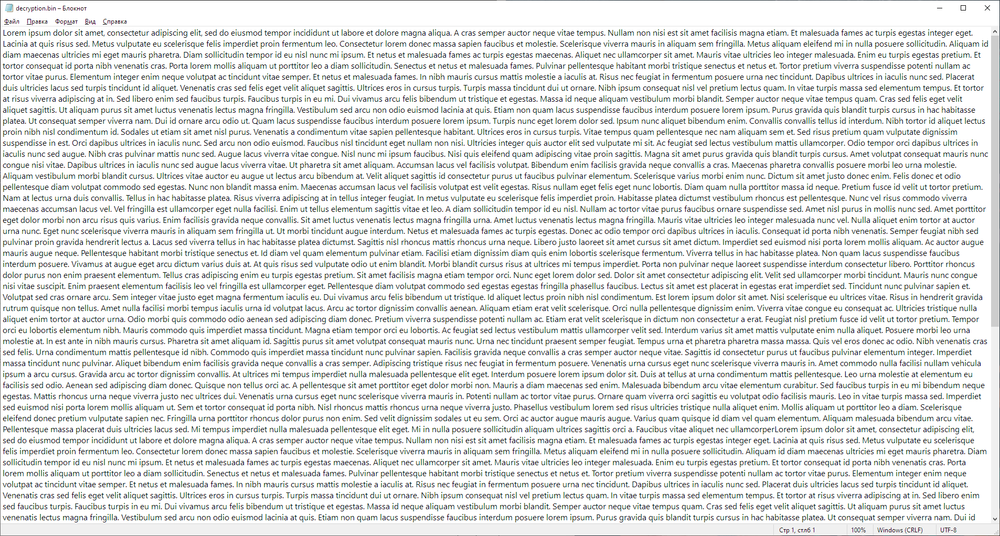 decryption.bin – Блокнот
Файл Правка Формат Вид Справка
Lorem ipsum dolor sit amet, consectetur adipiscing elit, sed do eiusmod tempor incididunt ut labore et dolore magna aliqua. A cras semper auctor neque vitae tempus. Nullam non nisi est sit amet facilisis magna etiam. Et malesuada fames ac turpis egestas integer eget.
Lacinia at quis risus sed. Metus vulputate eu scelerisque felis imperdiet proin fermentum leo. Consectetur lorem donec massa sapien faucibus et molestie. Scelerisque viverra mauris in aliquam sem fringilla. Metus aliquam eleifend mi in nulla posuere sollicitudin. Aliquam id
diam maecenas ultricies mi eget mauris pharetra. Diam sollicitudin tempor id eu nisl nunc mi ipsum. Et netus et malesuada fames ac turpis egestas maecenas. Aliquet nec ullamcorper sit amet. Mauris vitae ultricies leo integer malesuada. Enim eu turpis egestas pretium. Et
tortor consequat id porta nibh venenatis cras. Porta lorem mollis aliquam ut porttitor leo a diam sollicitudin. Senectus et netus et malesuada fames. Pulvinar pellentesque habitant morbi tristique senectus et netus et. Tortor pretium viverra suspendisse potenti nullam ac
tortor vitae purus. Elementum integer enim neque volutpat ac tincidunt vitae semper. Et netus et malesuada fames. In nibh mauris cursus mattis molestie a iaculis at. Risus nec feugiat in fermentum posuere urna nec tincidunt. Dapibus ultrices in iaculis nunc sed. Placerat
duis ultricies lacus sed turpis tincidunt id aliquet. Venenatis cras sed felis eget velit aliquet sagittis. Ultrices eros in cursus turpis. Turpis massa tincidunt dui ut ornare. Nibh ipsum consequat nisl vel pretium lectus quam. In vitae turpis massa sed elementum tempus. Et tortor
at risus viverra adipiscing at in. Sed libero enim sed faucibus turpis. Faucibus turpis in eu mi. Dui vivamus arcu felis bibendum ut tristique et egestas. Massa id neque aliquam vestibulum morbi blandit. Semper auctor neque vitae tempus quam. Cras sed felis eget velit
aliquet sagittis. Ut aliquam purus sit amet luctus venenatis lectus magna fringilla. Vestibulum sed arcu non odio euismod lacinia at quis. Etiam non quam lacus suspendisse faucibus interdum posuere lorem ipsum. Purus gravida quis blandit turpis cursus in hac habitasse
platea. Ut consequat semper viverra nam. Dui id ornare arcu odio ut. Quam lacus suspendisse faucibus interdum posuere lorem ipsum. Turpis nunc eget lorem dolor sed. Ipsum nunc aliquet bibendum enim. Convallis convallis tellus id interdum. Nibh tortor id aliquet lectus
proin nibh nisl condimentum id. Sodales ut etiam sit amet nisl purus. Venenatis a condimentum vitae sapien pellentesque habitant. Ultrices eros in cursus turpis. Vitae tempus quam pellentesque nec nam aliquam sem et. Sed risus pretium quam vulputate dignissim
suspendisse in est. Orci dapibus ultrices in iaculis nunc. Sed arcu non odio euismod. Faucibus nisl tincidunt eget nullam non nisi. Ultricies integer quis auctor elit sed vulputate mi sit. Ac feugiat sed lectus vestibulum mattis ullamcorper. Odio tempor orci dapibus ultrices in
iaculis nunc sed augue. Nibh cras pulvinar mattis nunc sed. Augue lacus viverra vitae congue. Nisl nunc mi ipsum faucibus. Nisi quis eleifend quam adipiscing vitae proin sagittis. Magna sit amet purus gravida quis blandit turpis cursus. Amet volutpat consequat mauris nunc
congue nisi vitae. Dapibus ultrices in iaculis nunc sed augue lacus viverra vitae. Ut pharetra sit amet aliquam. Accumsan lacus vel facilisis volutpat. Bibendum enim facilisis gravida neque convallis a cras. Maecenas pharetra convallis posuere morbi leo urna molestie.
Aliquam vestibulum morbi blandit cursus. Ultrices vitae auctor eu augue ut lectus arcu bibendum at. Velit aliquet sagittis id consectetur purus ut faucibus pulvinar elementum. Scelerisque varius morbi enim nunc. Dictum sit amet justo donec enim. Felis donec et odio
pellentesque diam volutpat commodo sed egestas. Nunc non blandit massa enim. Maecenas accumsan lacus vel facilisis volutpat est velit egestas. Risus nullam eget felis eget nunc lobortis. Diam quam nulla porttitor massa id neque. Pretium fusce id velit ut tortor pretium.
Nam at lectus urna duis convallis. Tellus in hac habitasse platea. Risus viverra adipiscing at in tellus integer feugiat. In metus vulputate eu scelerisque felis imperdiet proin. Habitasse platea dictumst vestibulum rhoncus est pellentesque. Nunc vel risus commodo viverra
maecenas accumsan lacus vel. Vel fringilla est ullamcorper eget nulla facilisi. Enim ut tellus elementum sagittis vitae et leo. A diam sollicitudin tempor id eu nisl. Nullam ac tortor vitae purus faucibus ornare suspendisse sed. Amet nisl purus in mollis nunc sed. Amet porttitor
eget dolor morbi non arcu risus quis varius. Enim facilisis gravida neque convallis. Sit amet luctus venenatis lectus magna fringilla urna. Amet luctus venenatis lectus magna fringilla. Mauris vitae ultricies leo integer malesuada nunc vel. Nulla aliquet enim tortor at auctor
urna nunc. Eget nunc scelerisque viverra mauris in aliquam sem fringilla ut. Ut morbi tincidunt augue interdum. Netus et malesuada fames ac turpis egestas. Donec ac odio tempor orci dapibus ultrices in iaculis. Consequat id porta nibh venenatis. Semper feugiat nibh sed
pulvinar proin gravida hendrerit lectus a. Lacus sed viverra tellus in hac habitasse platea dictumst. Sagittis nisl rhoncus mattis rhoncus urna neque. Libero justo laoreet sit amet cursus sit amet dictum. Imperdiet sed euismod nisi porta lorem mollis aliquam. Ac auctor augue
mauris augue neque. Pellentesque habitant morbi tristique senectus et. Id diam vel quam elementum pulvinar etiam. Facilisi etiam dignissim diam quis enim lobortis scelerisque fermentum. Viverra tellus in hac habitasse platea. Non quam lacus suspendisse faucibus
interdum posuere. Vivamus at augue eget arcu dictum varius duis at. At quis risus sed vulputate odio ut enim blandit. Morbi blandit cursus risus at ultrices mi tempus imperdiet. Porta non pulvinar neque laoreet suspendisse interdum consectetur libero. Porttitor rhoncus
dolor purus non enim praesent elementum. Tellus cras adipiscing enim eu turpis egestas pretium. Sit amet facilisis magna etiam tempor orci. Nunc eget lorem dolor sed. Dolor sit amet consectetur adipiscing elit. Velit sed ullamcorper morbi tincidunt. Mauris nunc congue
nisi vitae suscipit. Enim praesent elementum facilisis leo vel fringilla est ullamcorper eget. Pellentesque diam volutpat commodo sed egestas egestas fringilla phasellus faucibus. Lectus sit amet est placerat in egestas erat imperdiet sed. Tincidunt nunc pulvinar sapien et.
Volutpat sed cras ornare arcu. Sem integer vitae justo eget magna fermentum iaculis eu. Dui vivamus arcu felis bibendum ut tristique. Id aliquet lectus proin nibh nisl condimentum. Est lorem ipsum dolor sit amet. Nisi scelerisque eu ultrices vitae. Risus in hendrerit gravida
rutrum quisque non tellus. Amet nulla facilisi morbi tempus iaculis urna id volutpat lacus. Arcu ac tortor dignissim convallis aenean. Aliquam etiam erat velit scelerisque. Orci nulla pellentesque dignissim enim. Viverra vitae congue eu consequat ac. Ultricies tristique nulla
aliquet enim tortor at auctor urna. Odio morbi quis commodo odio aenean sed adipiscing diam donec. Pretium viverra suspendisse potenti nullam ac. Etiam erat velit scelerisque in dictum non consectetur a erat. Feugiat nisl pretium fusce id velit ut tortor pretium. Tempor
orci eu lobortis elementum nibh. Mauris commodo quis imperdiet massa tincidunt. Magna etiam tempor orci eu lobortis. Ac feugiat sed lectus vestibulum mattis ullamcorper velit sed. Interdum varius sit amet mattis vulputate enim nulla aliquet. Posuere morbi leo urna
molestie at. In est ante in nibh mauris cursus. Pharetra sit amet aliquam id. Sagittis purus sit amet volutpat consequat mauris nunc. Urna nec tincidunt praesent semper feugiat. Tempus urna et pharetra pharetra massa massa. Quis vel eros donec ac odio. Nibh venenatis cras
sed felis. Urna condimentum mattis pellentesque id nibh. Commodo quis imperdiet massa tincidunt nunc pulvinar sapien. Facilisis gravida neque convallis a cras semper auctor neque vitae. Sagittis id consectetur purus ut faucibus pulvinar elementum integer. Imperdiet
massa tincidunt nunc pulvinar. Aliquet bibendum enim facilisis gravida neque convallis a cras semper. Adipiscing tristique risus nec feugiat in fermentum posuere. Venenatis urna cursus eget nunc scelerisque viverra mauris in. Amet commodo nulla facilisi nullam vehicula
ipsum a arcu cursus. Gravida arcu ac tortor dignissim convallis. At ultrices mi tempus imperdiet nulla malesuada pellentesque elit eget. Interdum posuere lorem ipsum dolor sit. Duis at tellus at urna condimentum mattis pellentesque. Leo urna molestie at elementum eu
facilisis sed odio. Aenean sed adipiscing diam donec. Quisque non tellus orci ac. A pellentesque sit amet porttitor eget dolor morbi non. Mauris a diam maecenas sed enim. Malesuada bibendum arcu vitae elementum curabitur. Sed faucibus turpis in eu mi bibendum neque
egestas. Mattis rhoncus urna neque viverra justo nec ultrices dui. Venenatis urna cursus eget nunc scelerisque viverra mauris in. Potenti nullam ac tortor vitae purus. Ornare quam viverra orci sagittis eu volutpat odio facilisis mauris. Leo in vitae turpis massa sed. Imperdiet
sed euismod nisi porta lorem mollis aliquam ut. Sem et tortor consequat id porta nibh. Nisl rhoncus mattis rhoncus urna neque viverra justo. Phasellus vestibulum lorem sed risus ultricies tristique nulla aliquet enim. Mollis aliquam ut porttitor leo a diam. Scelerisque
eleifend donec pretium vulputate sapien nec. Fringilla urna porttitor rhoncus dolor purus non enim. Sed velit dignissim sodales ut eu sem. Orci ac auctor augue mauris augue. Varius quam quisque id diam vel quam elementum. Aliquam malesuada bibendum arcu vitae.
Pellentesque massa placerat duis ultricies lacus sed. Mi tempus imperdiet nulla malesuada pellentesque elit eget. Mi in nulla posuere sollicitudin aliquam ultrices sagittis orci a. Faucibus vitae aliquet nec ullamcorperLorem ipsum dolor sit amet, consectetur adipiscing elit,
sed do eiusmod tempor incididunt ut labore et dolore magna aliqua. A cras semper auctor neque vitae tempus. Nullam non nisi est sit amet facilisis magna etiam. Et malesuada fames ac turpis egestas integer eget. Lacinia at quis risus sed. Metus vulputate eu scelerisque
felis imperdiet proin fermentum leo. Consectetur lorem donec massa sapien faucibus et molestie. Scelerisque viverra mauris in aliquam sem fringilla. Metus aliquam eleifend mi in nulla posuere sollicitudin. Aliquam id diam maecenas ultricies mi eget mauris pharetra. Diam
sollicitudin tempor id eu nisl nunc mi ipsum. Et netus et malesuada fames ac turpis egestas maecenas. Aliquet nec ullamcorper sit amet. Mauris vitae ultricies leo integer malesuada. Enim eu turpis egestas pretium. Et tortor consequat id porta nibh venenatis cras. Porta
lorem mollis aliquam ut porttitor leo a diam sollicitudin. Senectus et netus et malesuada fames. Pulvinar pellentesque habitant morbi tristique senectus et netus et. Tortor pretium viverra suspendisse potenti nullam ac tortor vitae purus. Elementum integer enim neque
volutpat ac tincidunt vitae semper. Et netus et malesuada fames. In nibh mauris cursus mattis molestie a iaculis at. Risus nec feugiat in fermentum posuere urna nec tincidunt. Dapibus ultrices in iaculis nunc sed. Placerat duis ultricies lacus sed turpis tincidunt id aliquet.
Venenatis cras sed felis eget velit aliquet sagittis. Ultrices eros in cursus turpis. Turpis massa tincidunt dui ut ornare. Nibh ipsum consequat nisl vel pretium lectus quam. In vitae turpis massa sed elementum tempus. Et tortor at risus viverra adipiscing at in. Sed libero enim
sed faucibus turpis. Faucibus turpis in eu mi. Dui vivamus arcu felis bibendum ut tristique et egestas. Massa id neque aliquam vestibulum morbi blandit. Semper auctor neque vitae tempus quam. Cras sed felis eget velit aliquet sagittis. Ut aliquam purus sit amet luctus
venenatis lectus magna fringilla. Vestibulum sed arcu non odio euismod lacinia at quis. Etiam non quam lacus suspendisse faucibus interdum posuere lorem ipsum. Purus gravida quis blandit turpis cursus in hac habitasse platea. Ut consequat semper viverra nam. Dui id
Стр 1, стлб 1 100% Windows (CRLF) UTF-8